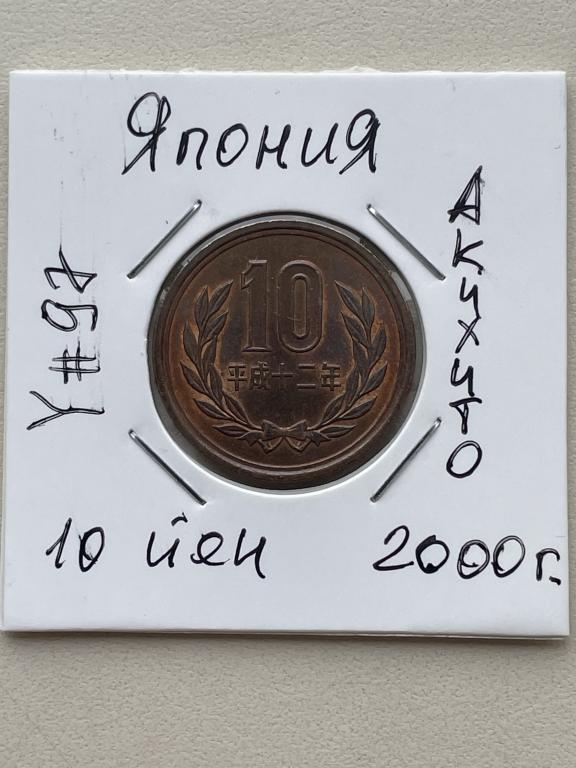 Япония
Y#97
Акихито
10
平成十二年
10 йен
2000г.